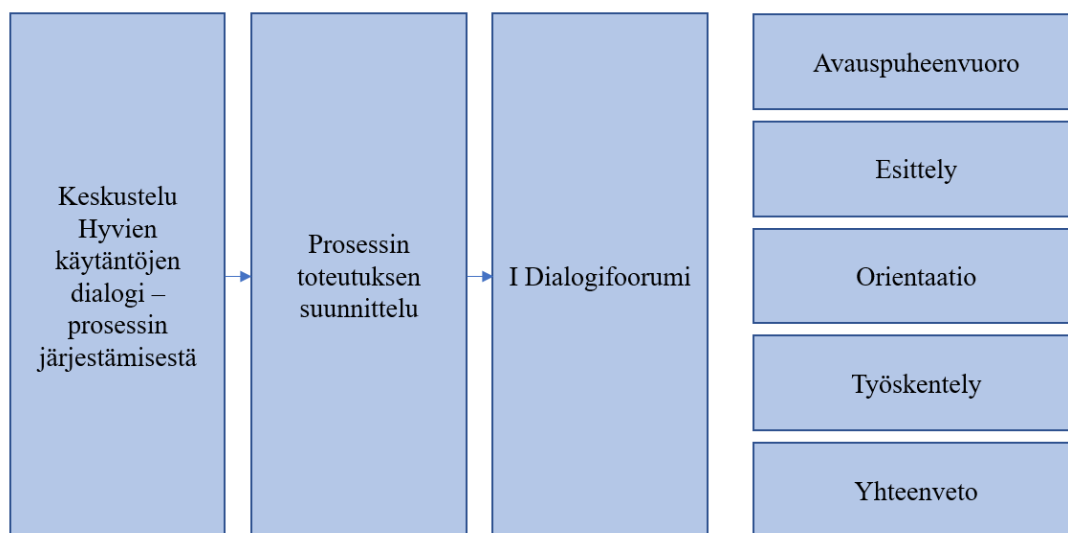 Keskustelu
Hyvien
käytäntöjen
dialogi –
prosessin
järjestämisestä
Prosessin
toteutuksen
suunnittelu
I Dialogifoorumi
Avauspuheenvuoro
Esittely
Orientaatio
Työskentely
Yhteenveto